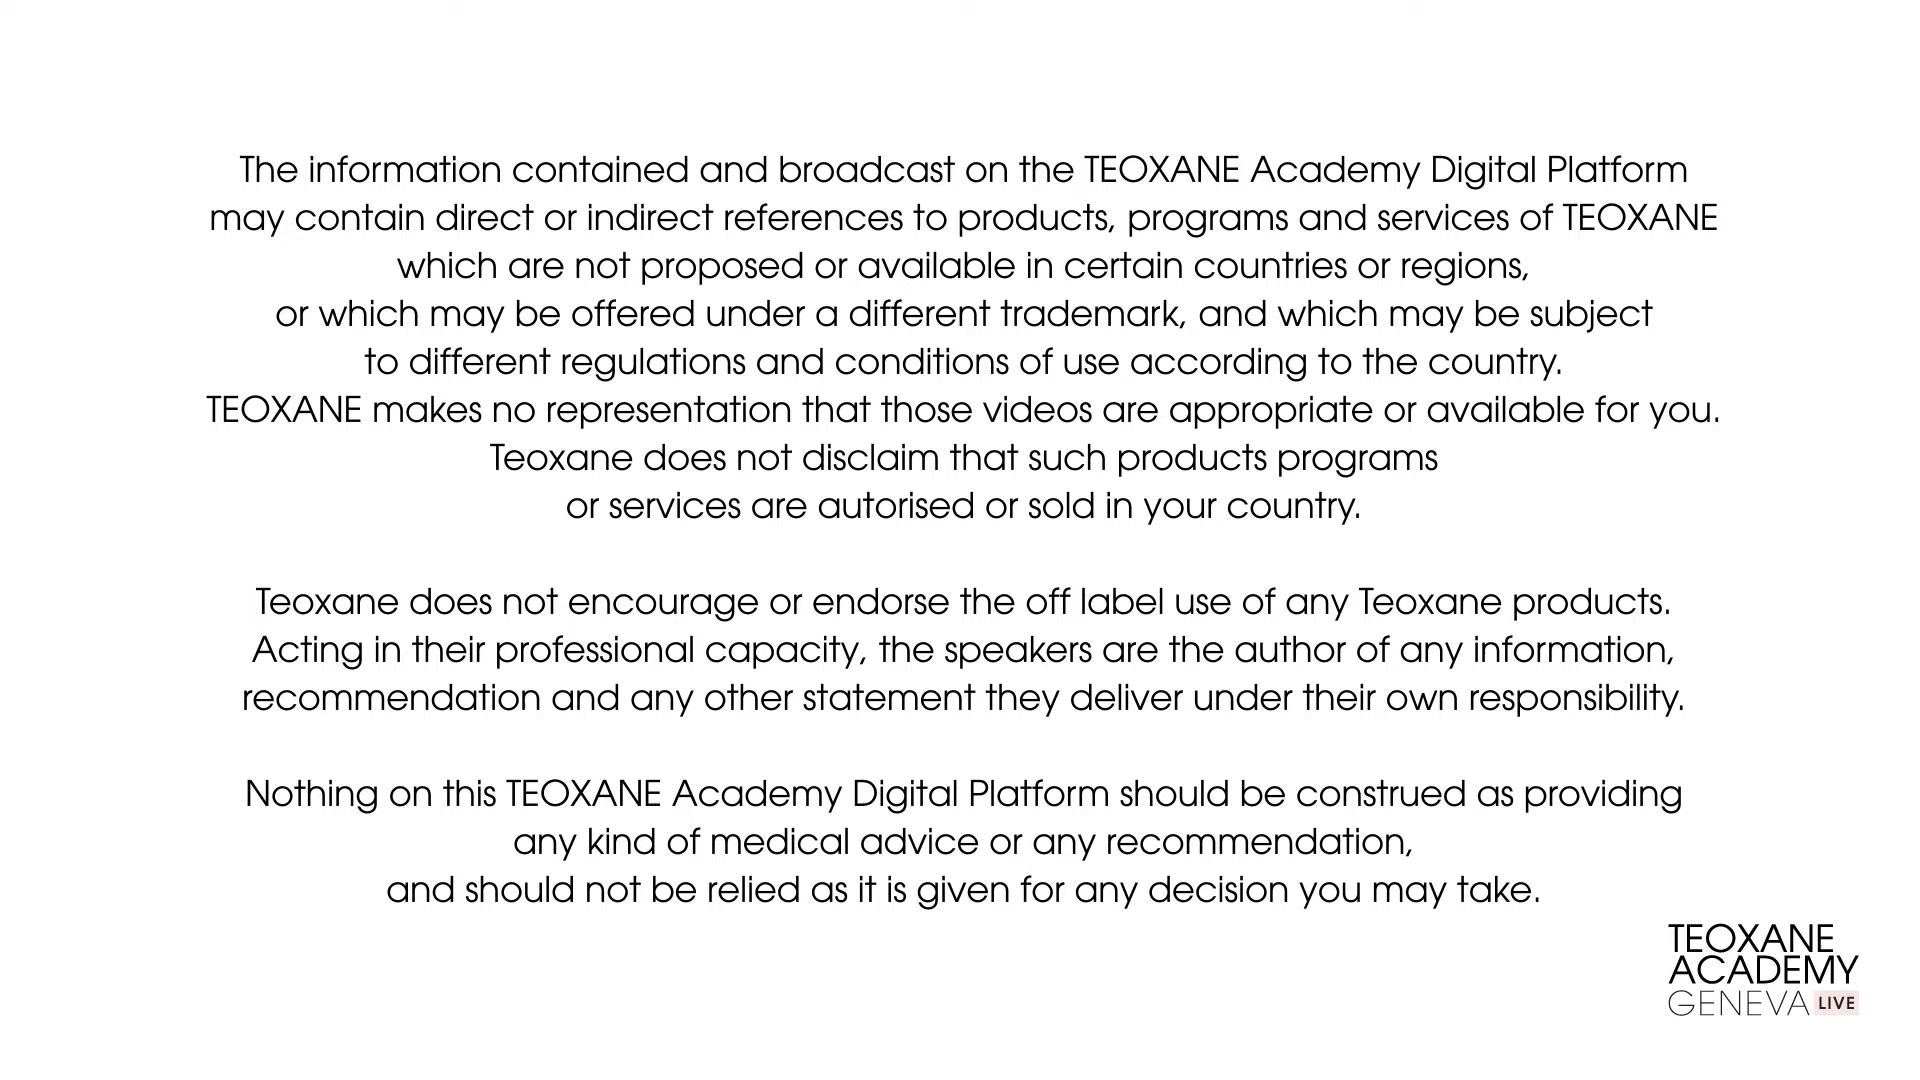 The information contained and broadcast on the TEOXANE Academy Digital Platform
may contain direct or indirect references to products, programs and services of TEOXANE
which are not proposed or available in certain countries or regions,
or which may be offered under a different trademark, and which may be subject
to different regulations and conditions of use according to the country.
TEOXANE makes no representation that those videos are appropriate or available for you.
Teoxane does not disclaim that such products programs
or services are autorised or sold in your country.
Teoxane does not encourage or endorse the off label use of any Teoxane products.
Acting in their professional capacity, the speakers are the author of any information,
recommendation and any other statement they deliver under their own responsibility.
Nothing on this TEOXANE Academy Digital Platform should be construed as providing
any kind of medical advice or any recommendation,
and should not be relied as it is given for any decision you may take.
TEOXANE
ACADEMY
GENEVA LIVE